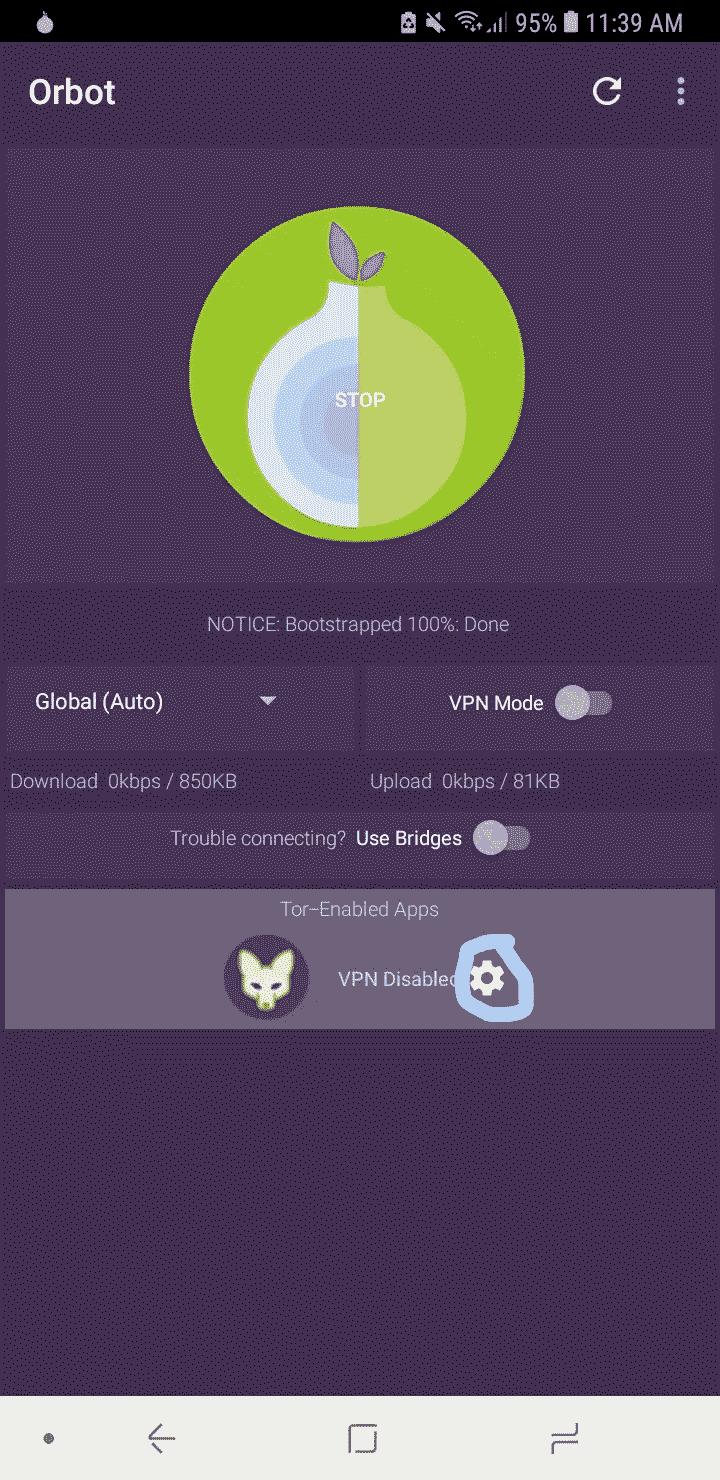 95% 11:39 AM
Orbot
STOP
NOTICE: Bootstrapped 100%: Done
Global (Auto)
VPN Mode
Download 0kbps / 850KB
Upload 0kbps / 81KB
Trouble connecting? Use Bridges
Tor-Enabled Apps
VPN Disabled